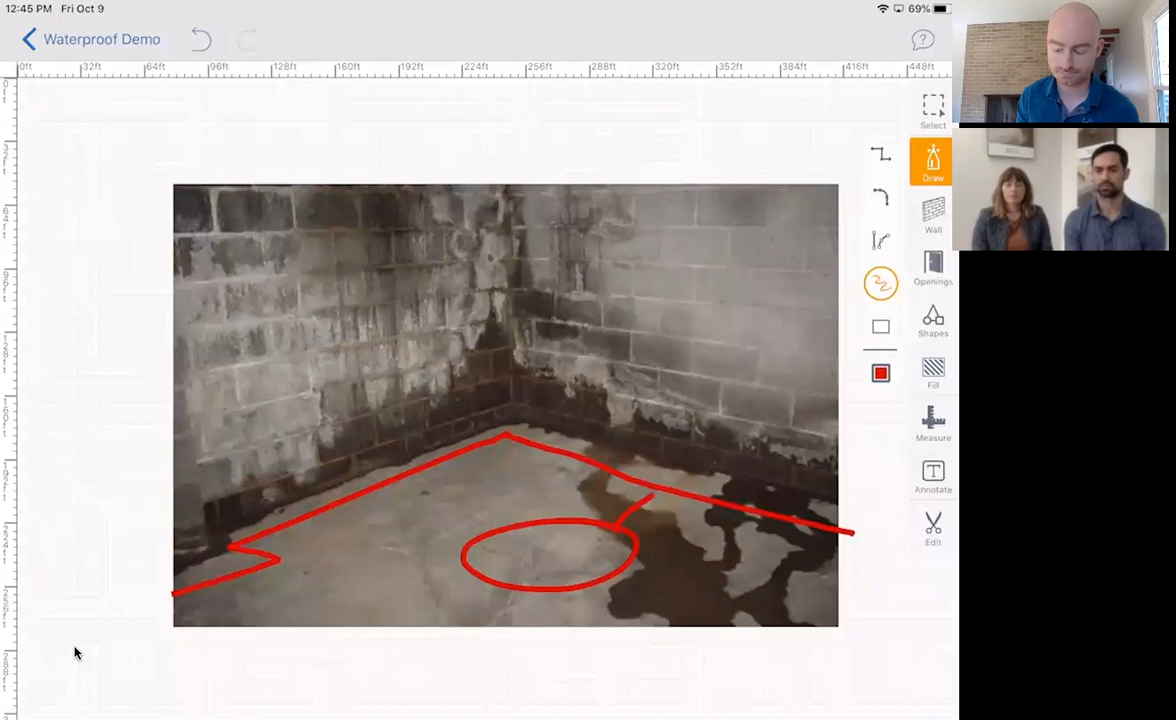 12:45 PM Fri Oct 9
69%
Waterproof Demo
0ft 32ft 64ft 96ft 128ft 160ft 192ft 224ft 256ft 288ft 320ft 352ft 384ft 416ft 448ft
Select
Draw
Wall
Openings
Shapes
Fill
Measure
Annotate
Edit